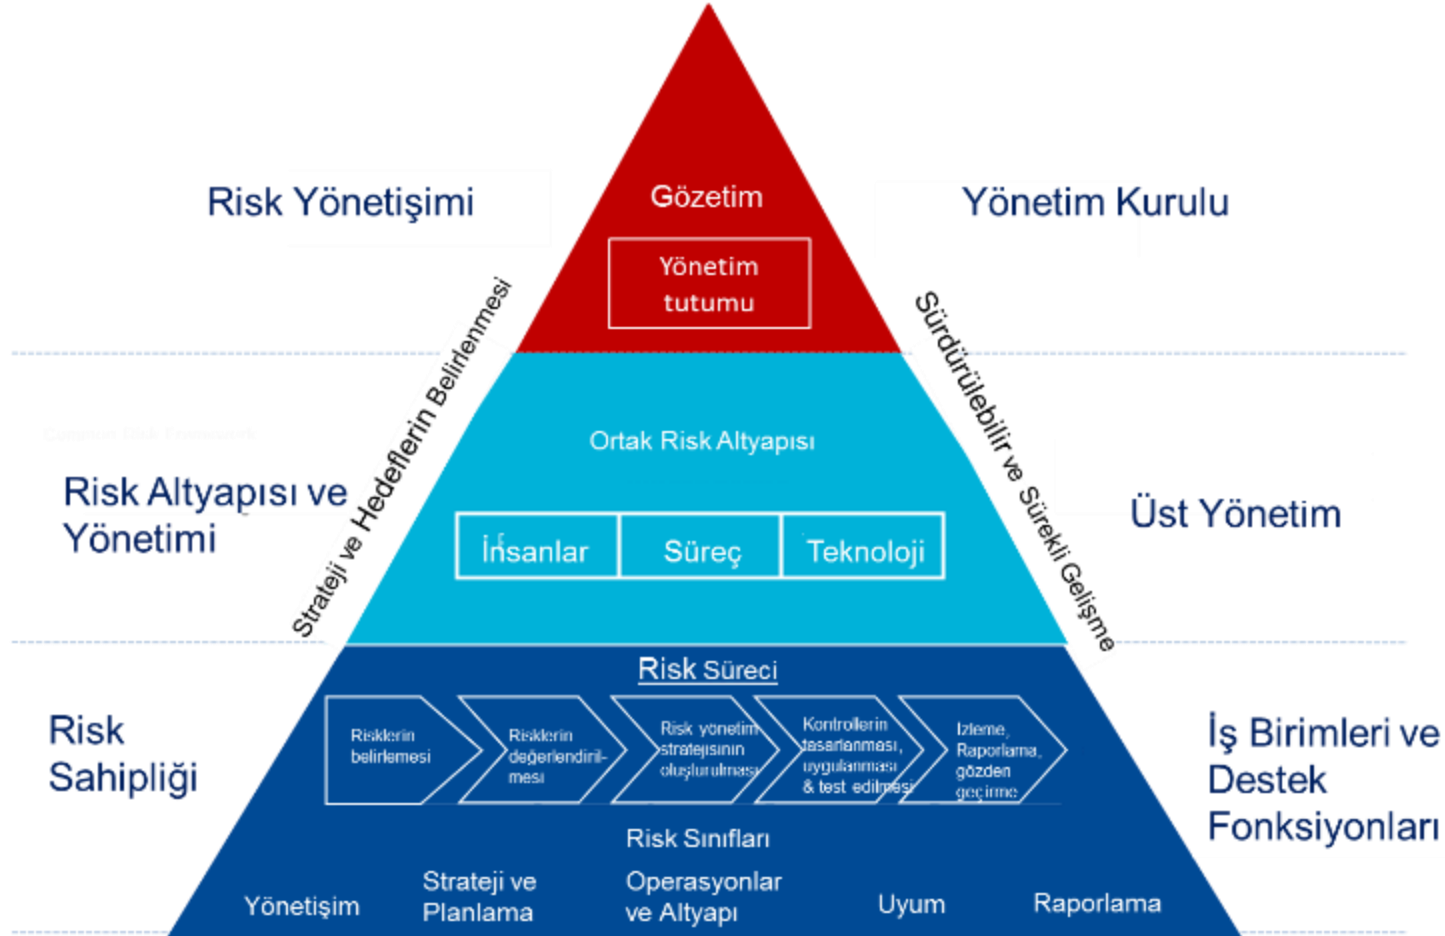 Risk Yönetişimi
Gözetim
Yönetim
tutumu
Yönetim Kurulu
Strateji ve Hedeflerin Belirlenmesi
Sürdürülebilir ve Sürekli Gelişme
Risk Altyapısı ve
Yönetimi
Ortak Risk Altyapısı
İnsanlar
Süreç
Teknoloji
Üst Yönetim
Risk
Sahipliği
Risk Süreci
Risklerin
belirlemesi
Risklerin
değerlendiril-
mesi
Risk yönetim
stratejisinin
oluşturulması
Kontrollerin
tasarlanması,
uygulanması
& test edilmesi
Izleme,
Raporlama,
gözden
geçirme
İş Birimleri ve
Destek
Fonksiyonları
Risk Sınıfları
Yönetişim
Strateji ve
Planlama
Operasyonlar
ve Altyapı
Uyum
Raporlama